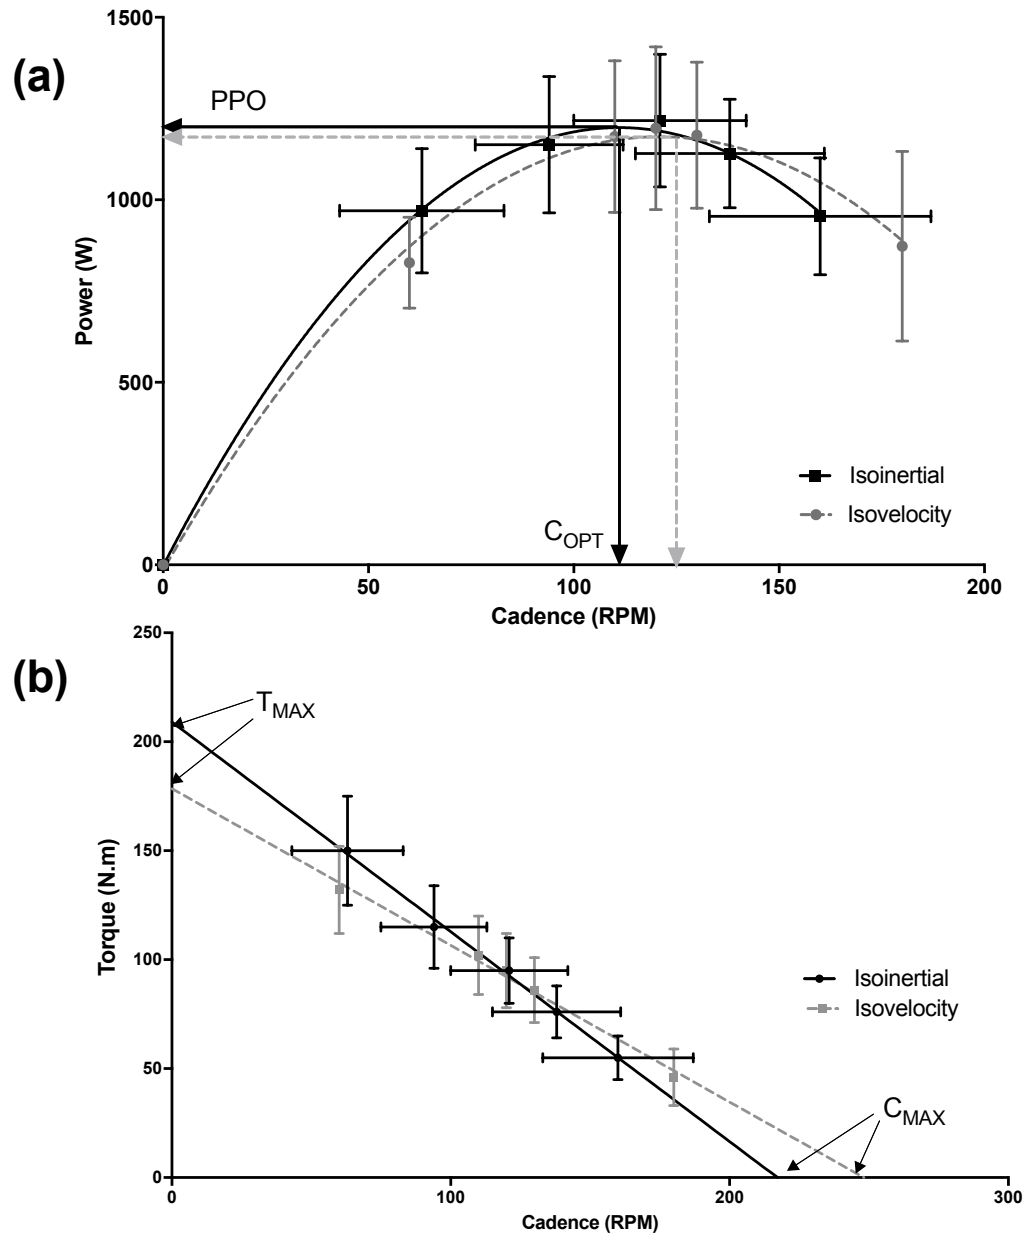 (a)
1500
1000
500
0
Power (W)
PPO
C_OPT
Isoinertial
Isovelocity
0 50 100 150 200
Cadence (RPM)
(b)
250
200
150
100
50
0
Torque (N.m)
T_MAX
Isoinertial
Isovelocity
C_MAX
0 100 200 300
Cadence (RPM)